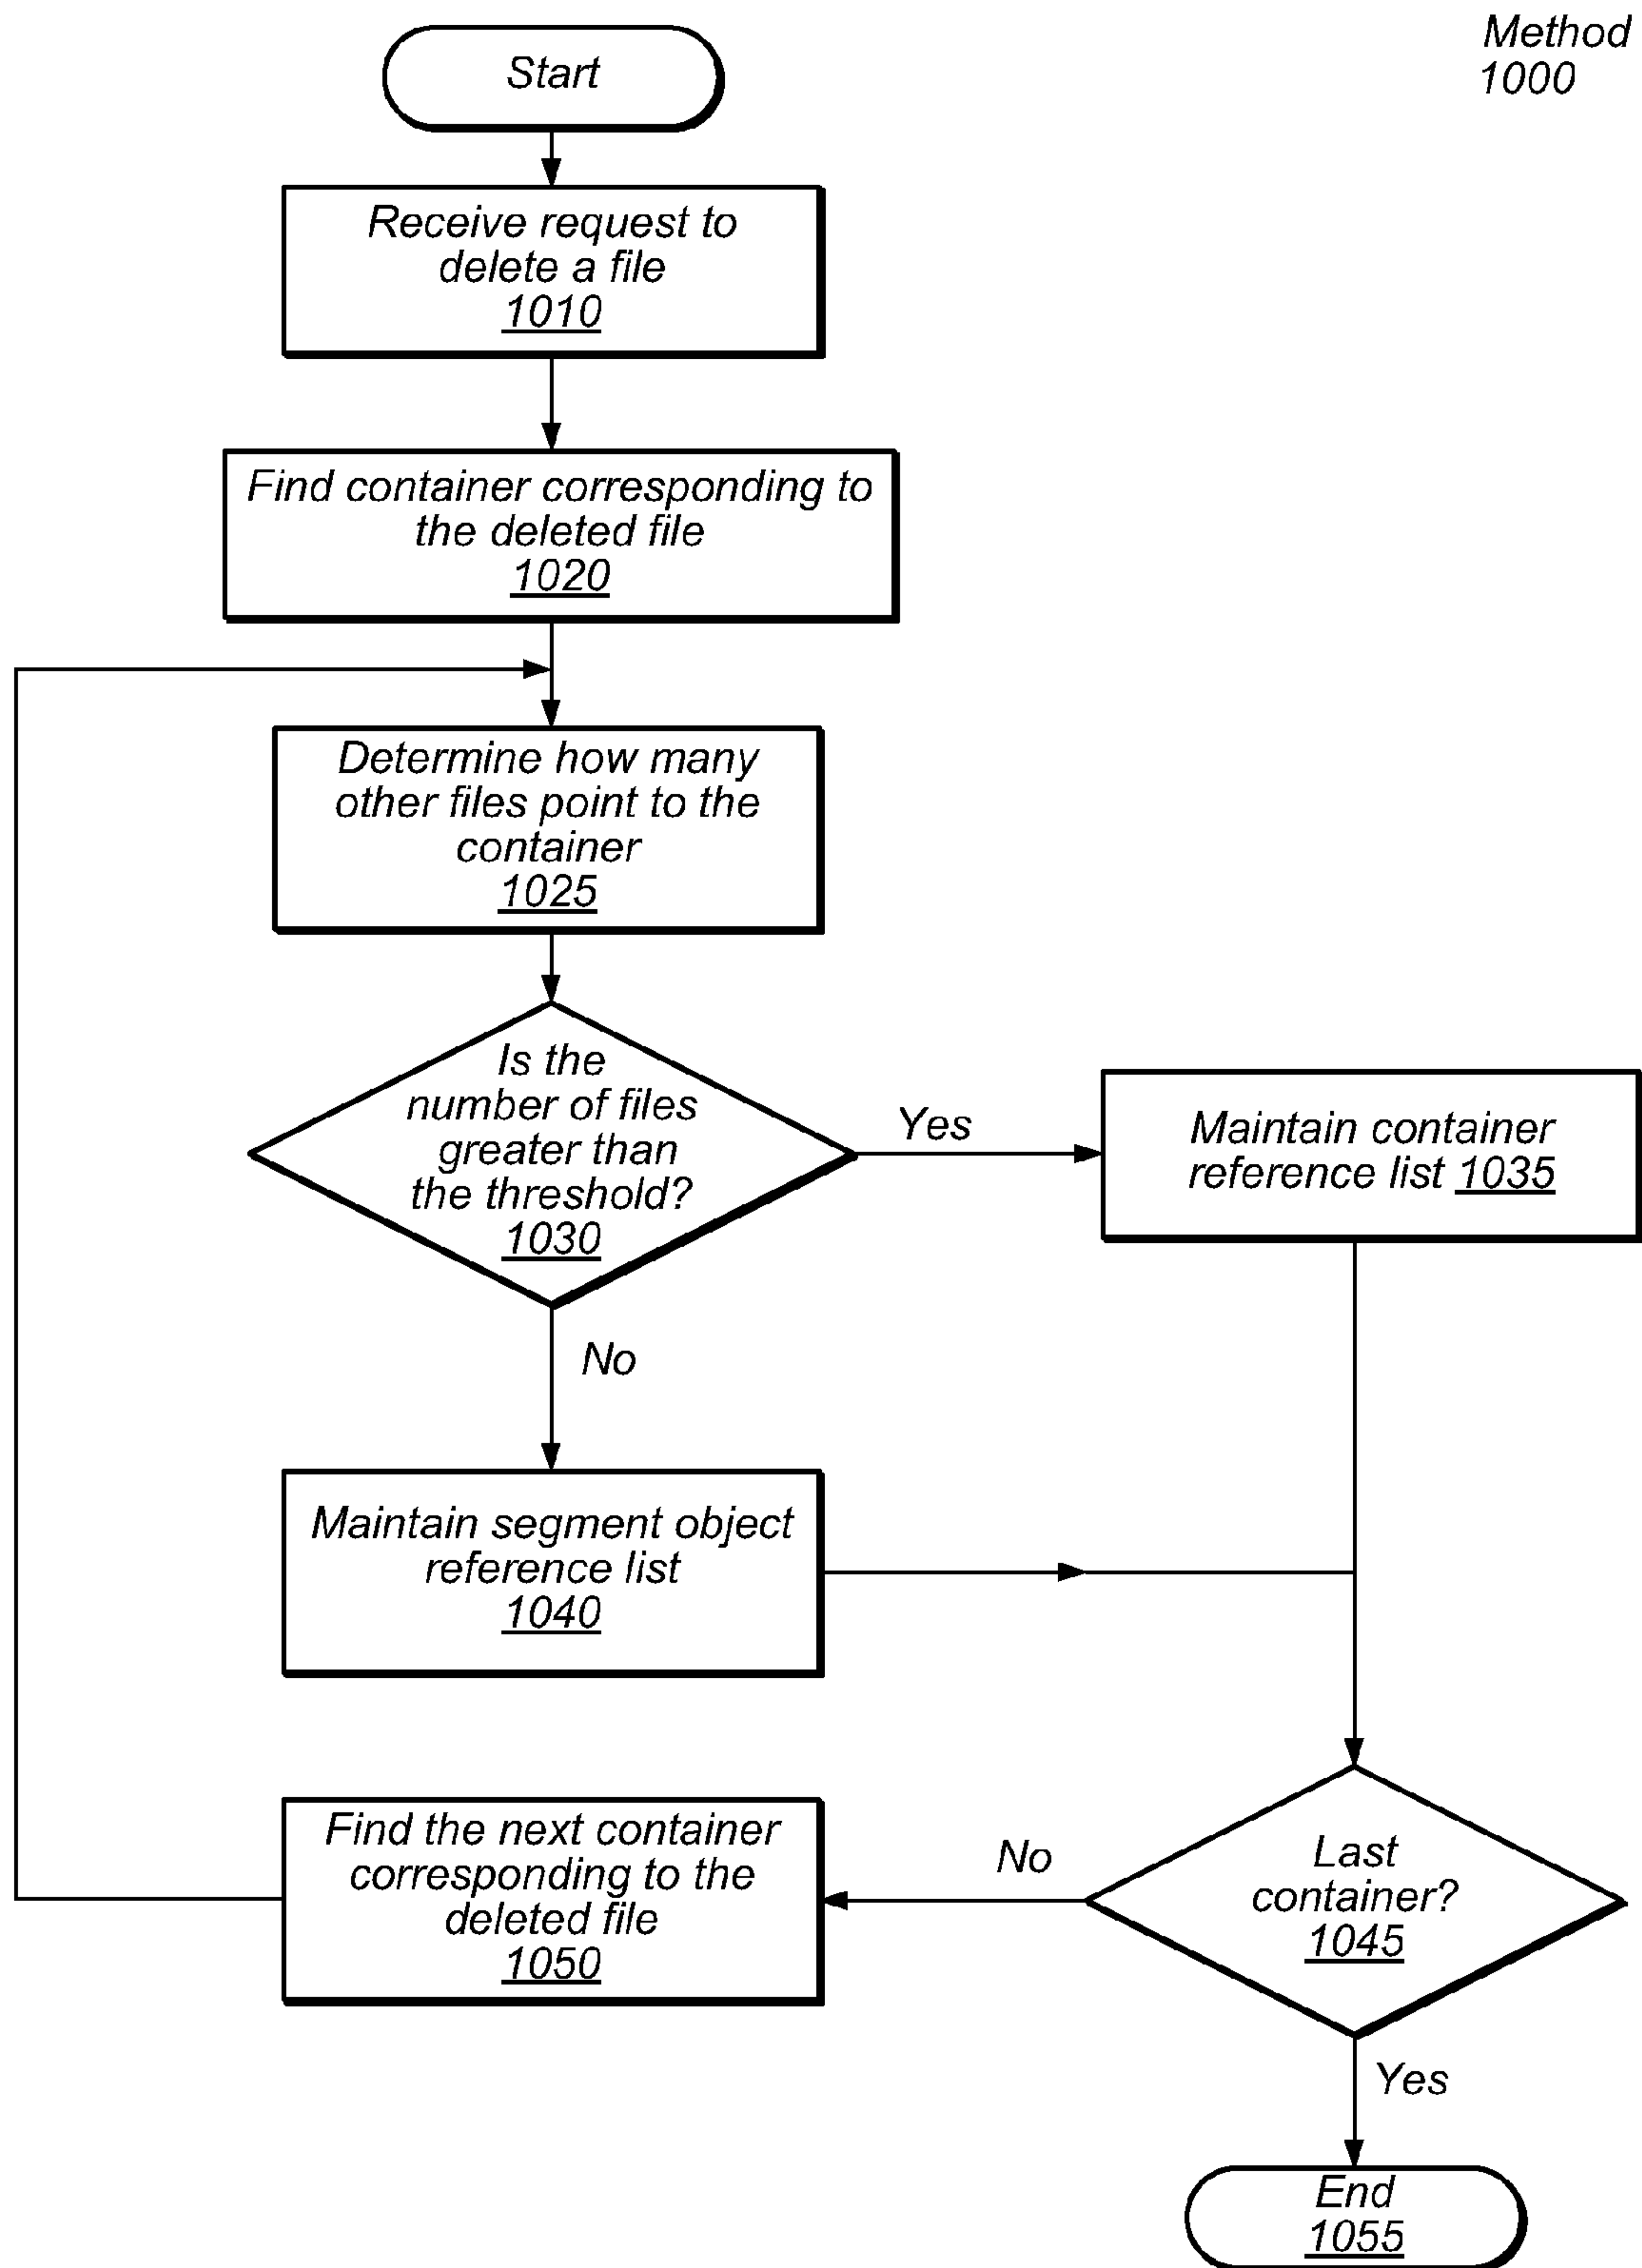 Method
1000
Start
Receive request to
delete a file
1010
Find container corresponding to
the deleted file
1020
Determine how many
other files point to the
container
1025
Is the
number of files
greater than
the threshold?
1030
Yes
Maintain container
reference list 1035
No
Maintain segment object
reference list
1040
Find the next container
corresponding to the
deleted file
1050
No
Last
container?
1045
Yes
End
1055